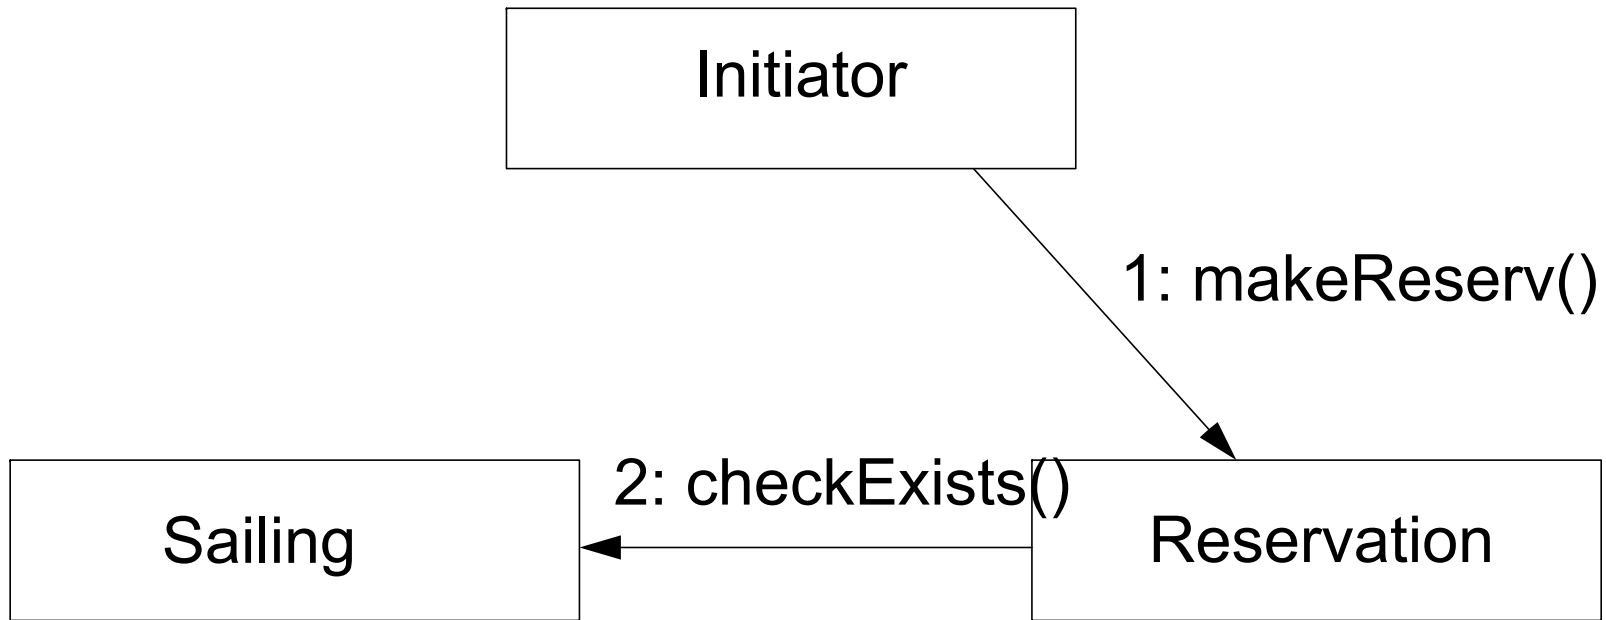 Initiator
1: makeReserv()
2: checkExists()
Sailing
Reservation